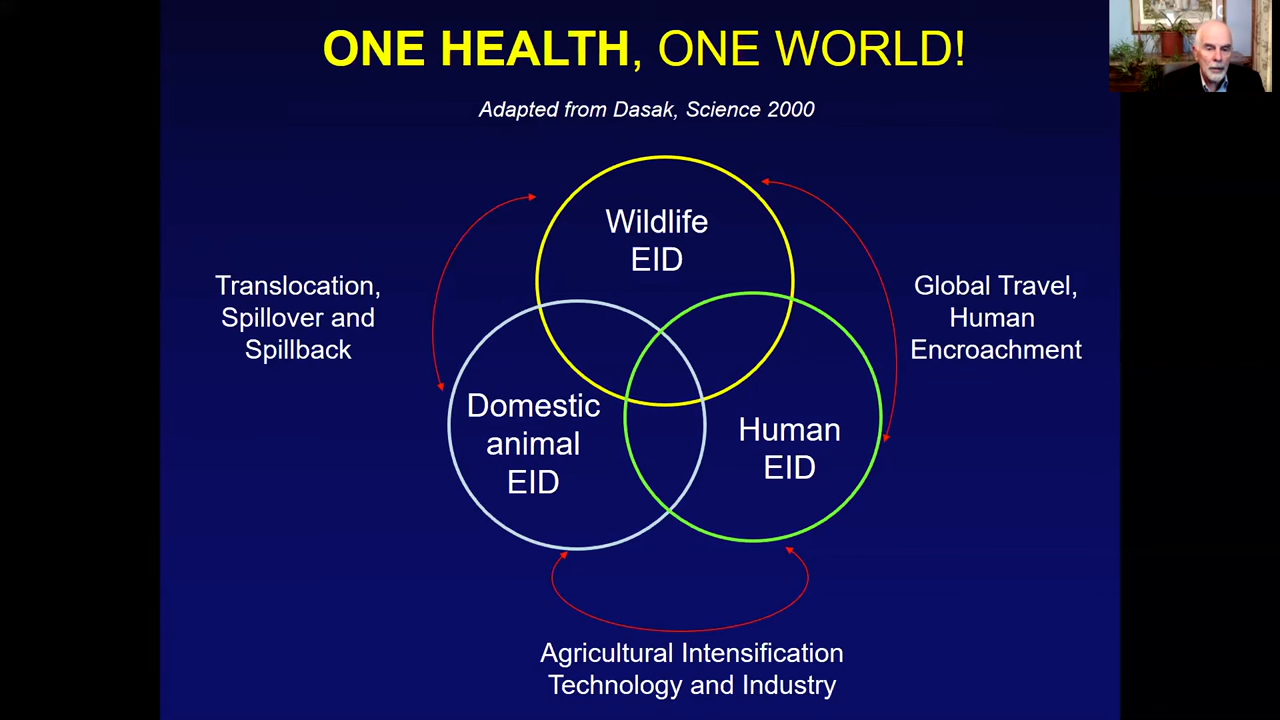 ONE HEALTH, ONE WORLD!
Adapted from Dasak, Science 2000
Wildlife
EID
Translocation,
Spillover and
Spillback
Global Travel,
Human
Encroachment
Domestic
animal
EID
Human
EID
Agricultural Intensification
Technology and Industry